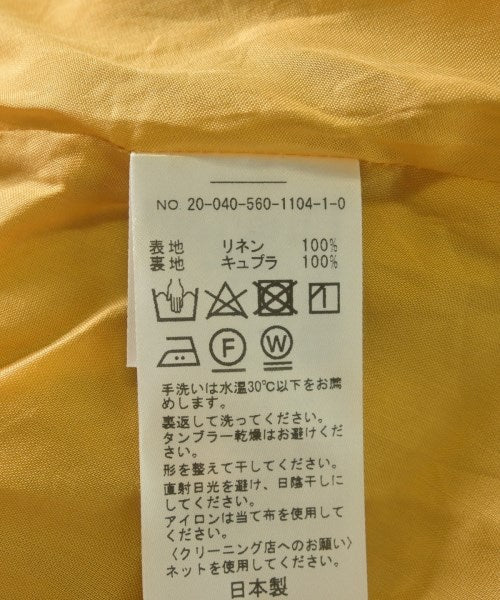 NO. 20-040-560-1104-1-0
表地 リネン 100%
裏地 キュプラ 100%
F W
手洗いは水温30℃以下をお薦
めします。
裏返して洗ってください。
タンブラー乾燥はお避けくだ
さい。
形を整えて干してください。
直射日光を避け、日陰干しに
してください。
アイロンは当て布を使用して
ください。
〈クリーニング店へのお願い〉
ネットを使用してください。
日本製